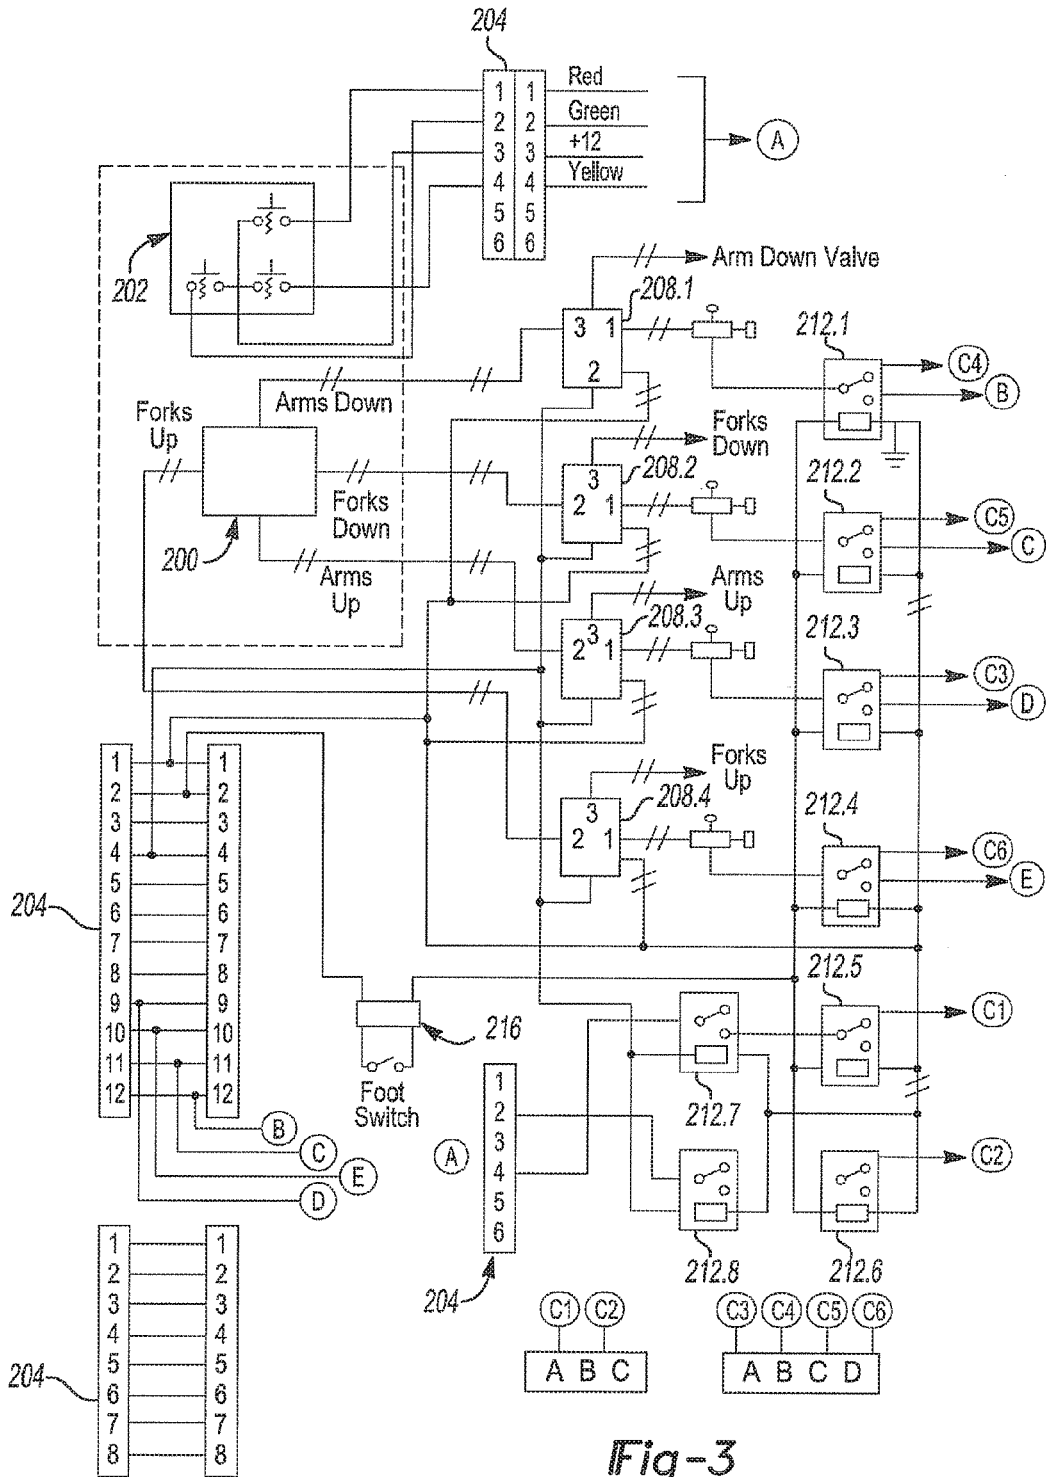 204
1 1 Red
2 2 Green
3 3 +12
4 4 Yellow
5 5
6 6
A
202
Arm Down Valve
208.1
3 1
2
212.1
C4
B
Arms Down
Forks
Up
200
Forks
Down
Arms
Up
Forks
Down
208.2
3
2 1
212.2
C5
C
Arms
Up
208.3
3
2 1
212.3
C3
D
Forks
Up
208.4
3
2 1
212.4
C6
E
204
1 1
2 2
3 3
4 4
5 5
6 6
7 7
8 8
9 9
10 10
11 11
12 12
B
C
E
D
216
Foot
Switch
212.5
C1
212.7
A
1
2
3
4
5
6
204
212.8
C2
212.6
204
1 1
2 2
3 3
4 4
5 5
6 6
7 7
8 8
C1 C2
A B C
C3 C4 C5 C6
A B C D
Fig-3